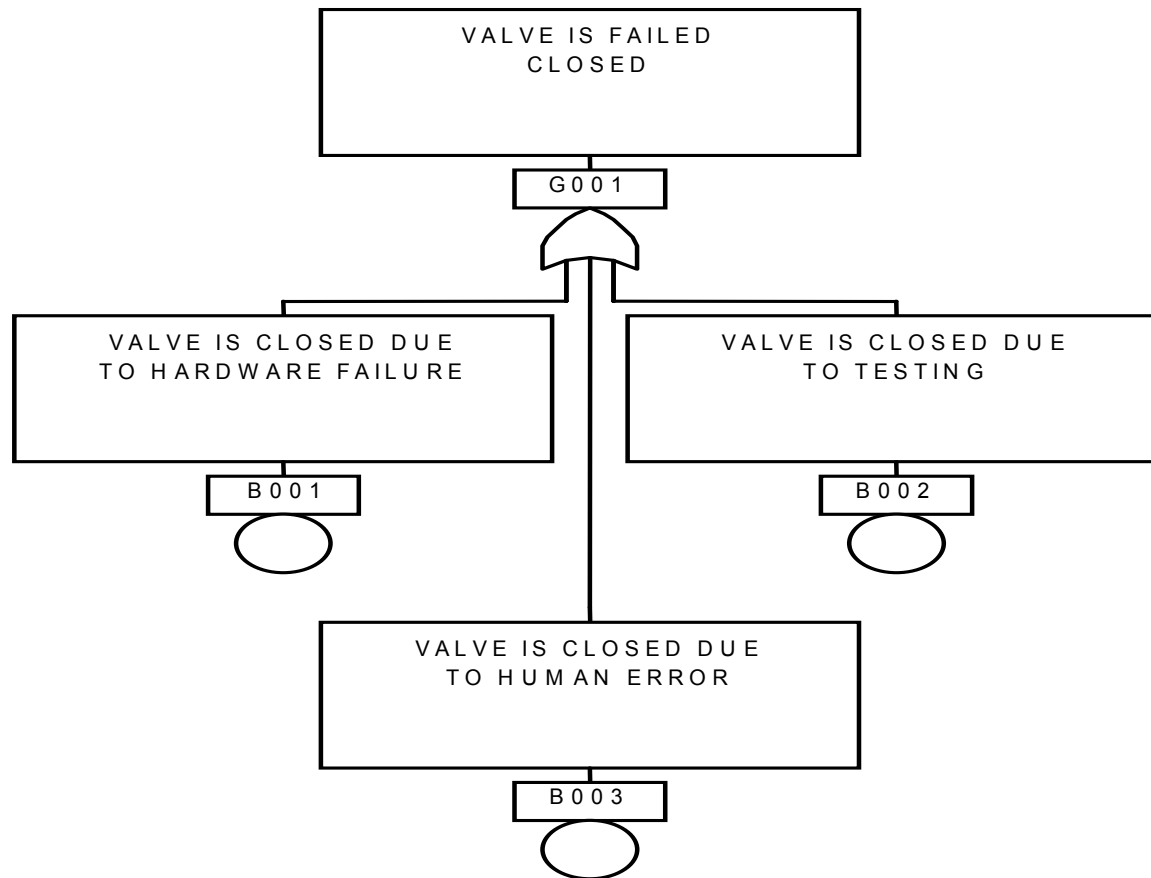 VALVE IS FAILED
CLOSED
G001
VALVE IS CLOSED DUE
TO HARDWARE FAILURE
B001
VALVE IS CLOSED DUE
TO TESTING
B002
VALVE IS CLOSED DUE
TO HUMAN ERROR
B003